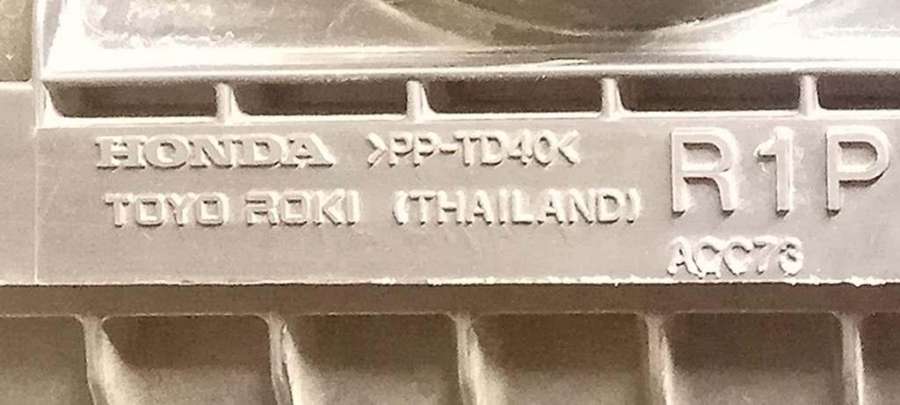 HONDA >PP-TD40< R1P
TOYO ROKI (THAILAND)
ACC73